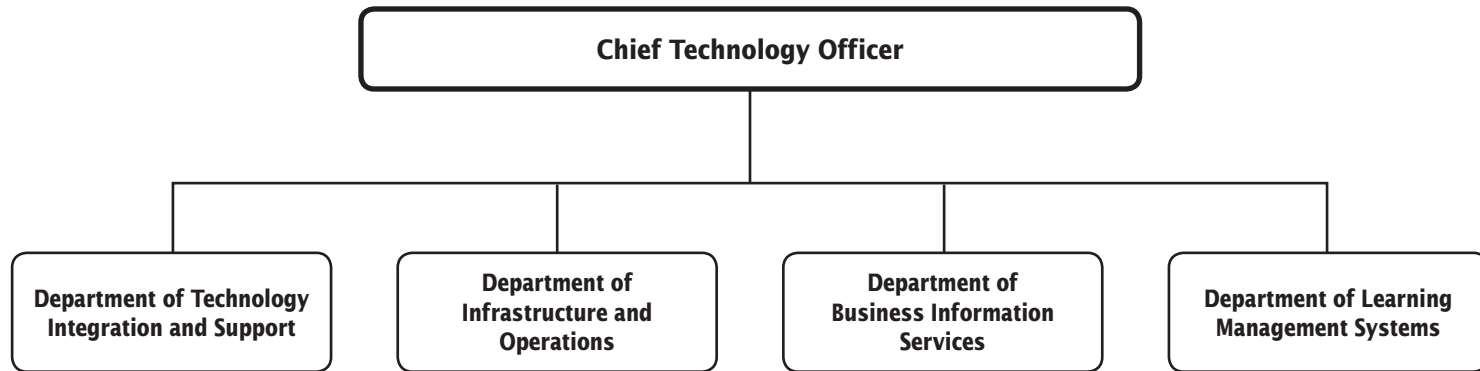 Chief Technology Officer
Department of Technology
Integration and Support
Department of
Infrastructure and
Operations
Department of
Business Information
Services
Department of Learning
Management Systems